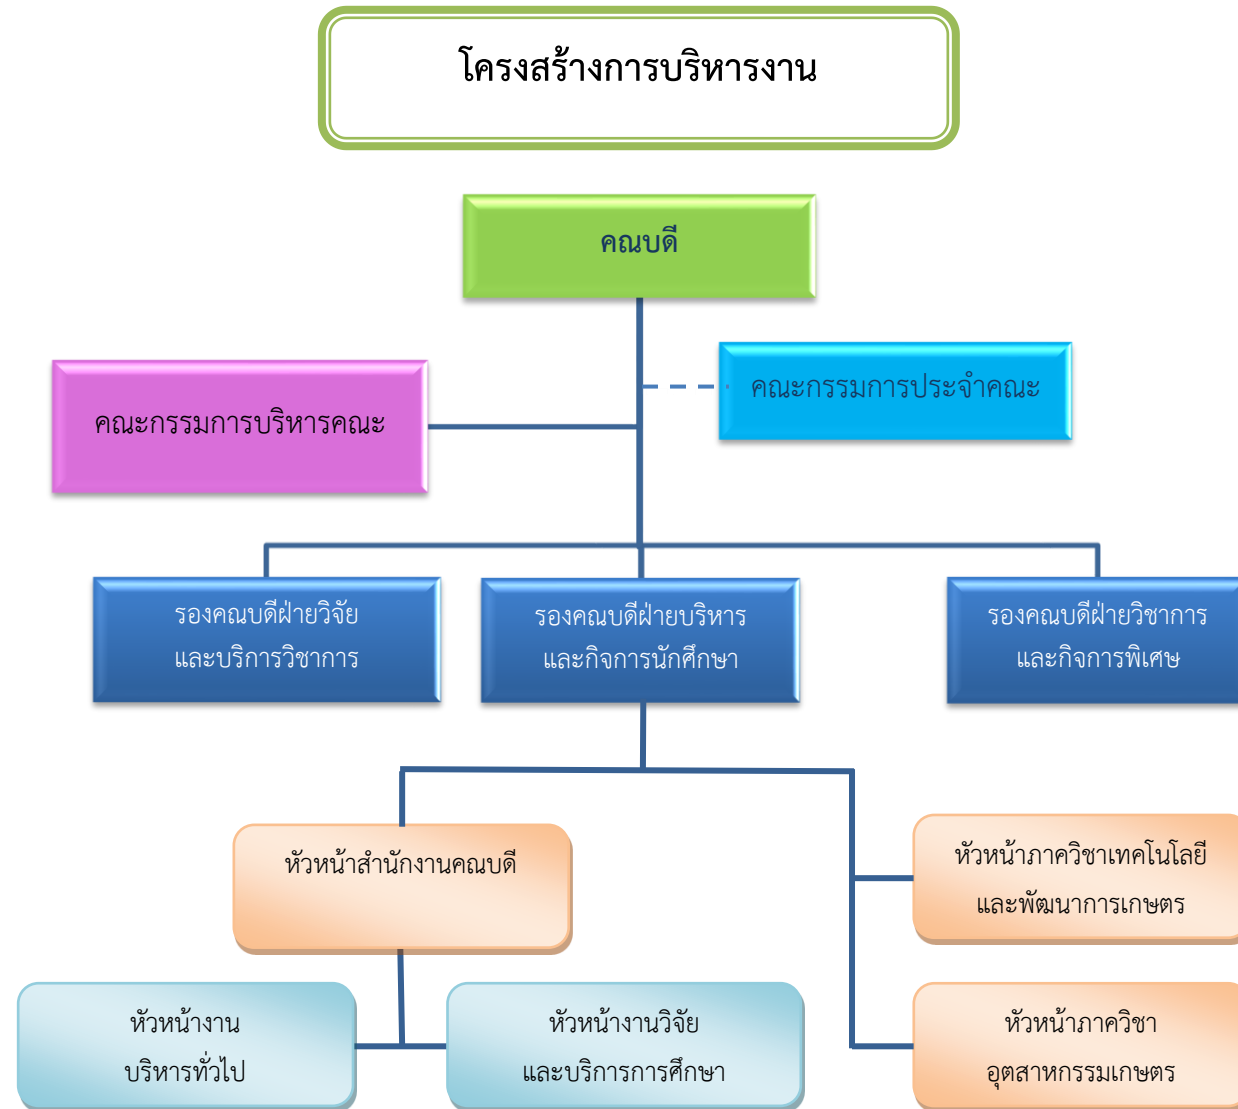 โครงสร้างการบริหารงาน
คณบดี
คณะกรรมการประจำคณะ
คณะกรรมการบริหารคณะ
รองคณบดีฝ่ายวิจัย
และบริการวิชาการ
รองคณบดีฝ่ายบริหาร
และกิจการนักศึกษา
รองคณบดีฝ่ายวิชาการ
และกิจการพิเศษ
หัวหน้าสำนักงานคณบดี
หัวหน้าภาควิชาเทคโนโลยี
และพัฒนาการเกษตร
หัวหน้างาน
บริหารทั่วไป
หัวหน้างานวิจัย
และบริการการศึกษา
หัวหน้าภาควิชา
อุตสาหกรรมเกษตร